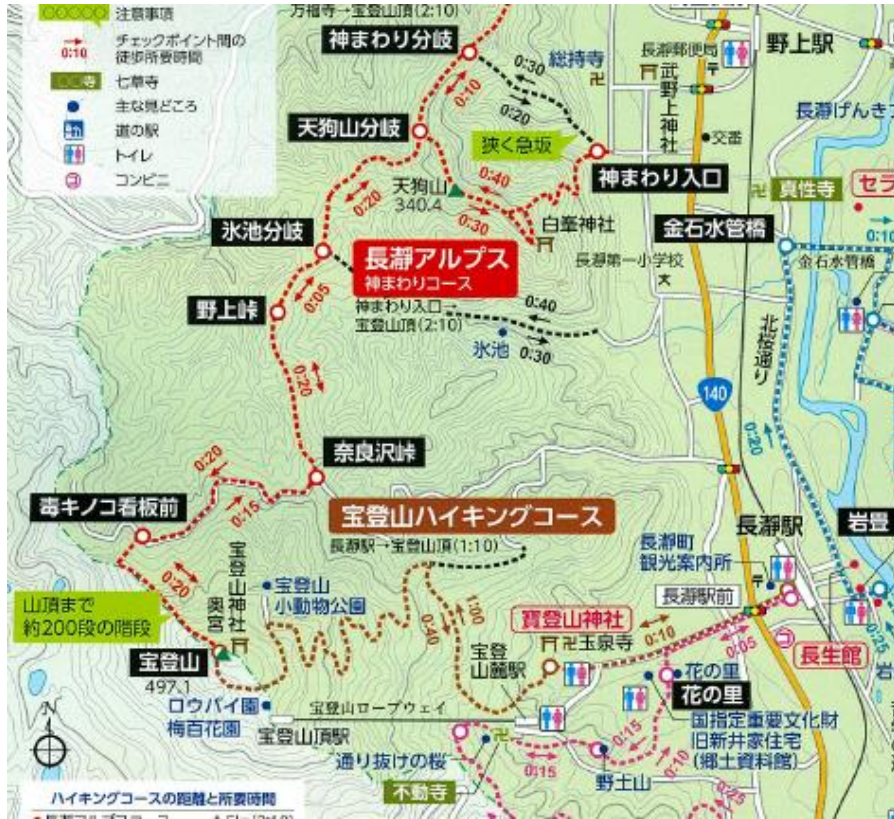 注意事項
チェックポイント間の
徒歩所要時間
0:10
七草寺
主な見どころ
道の駅
トイレ
コンビニ
万福寺→宝登山頂(2:10)
神まわり分岐
総持寺
長瀞郵便局
野上駅
武野上神社
0:30
0:10
0:20
天狗山分岐
狭く急坂
交番
長瀞げんき
神まわり入口
天狗山
340.4
0:40
0:30
0:20
白峯神社
真性寺
セラ
0:10
氷池分岐
金石水管橋
金石水管橋
長瀞アルプス
神まわりコース
長瀞第一小学校
0:05
野上峠
神まわり入口→
宝登山頂(2:10)
0:40
0:30
氷池
北桜通り
140
0:20
0:20
奈良沢峠
0:20
0:15
毒キノコ看板前
宝登山ハイキングコース
長瀞駅→宝登山頂(1:10)
長瀞駅
岩畳
長瀞町
観光案内所
長瀞駅前
0:20
宝登山神社
奥宮
宝登山
小動物公園
山頂まで
約200段の階段
1:00
0:40
寶登山神社
玉泉寺
0:10
0:05
長生館
0:25
岩
宝登山
497.1
宝登
山麓駅
花の里
花の里
ロウバイ園
梅百花園
宝登山ロープウェイ
宝登山頂駅
国指定重要文化財
旧新井家住宅
(郷土資料館)
0:15
0:10
通り抜けの桜
0:15
野土山
不動寺
0:25
N
ハイキングコースの距離と所要時間